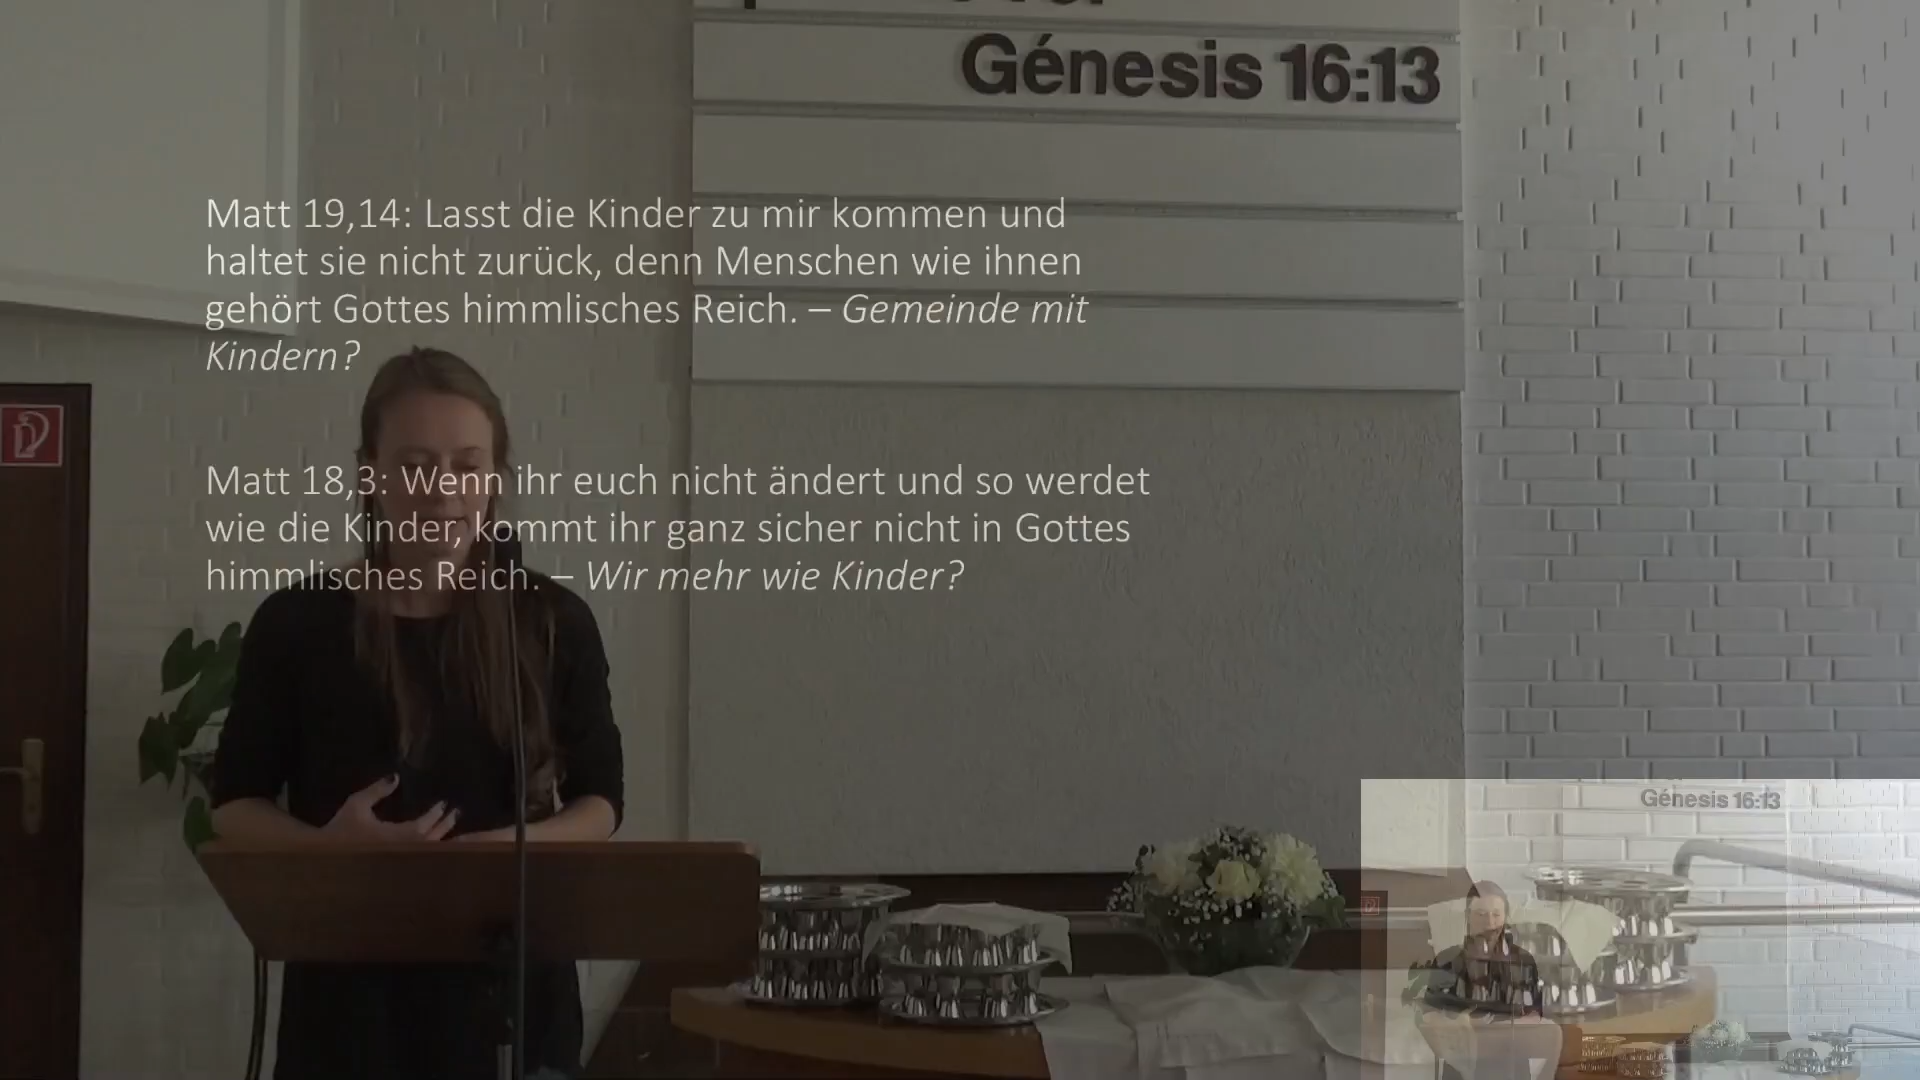 Génesis 16:13
Matt 19,14: Lasst die Kinder zu mir kommen und
haltet sie nicht zurück, denn Menschen wie ihnen
gehört Gottes himmlisches Reich. – Gemeinde mit
Kindern?
Matt 18,3: Wenn ihr euch nicht ändert und so werdet
wie die Kinder, kommt ihr ganz sicher nicht in Gottes
himmlisches Reich. – Wir mehr wie Kinder?
Génesis 16:13